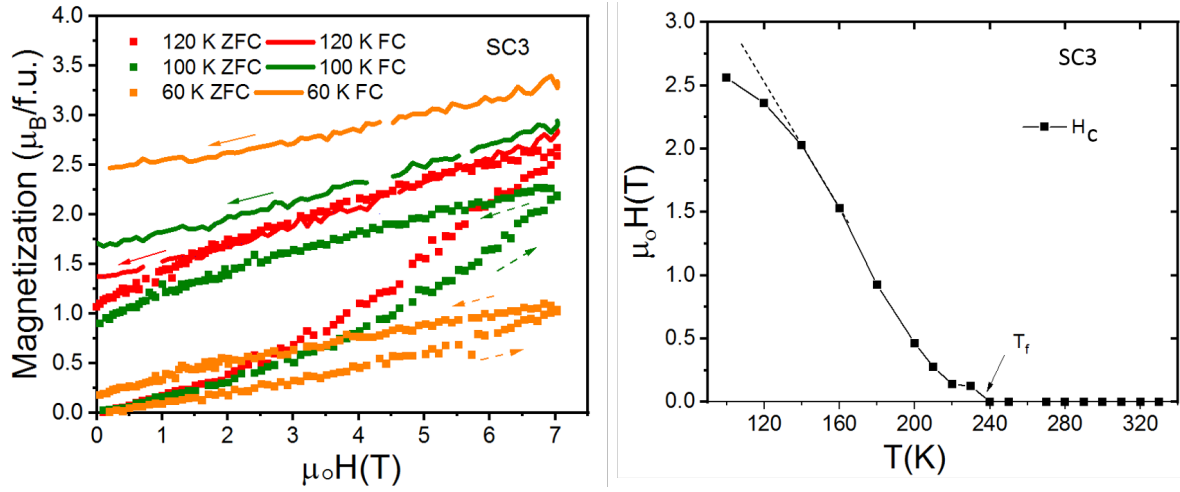 4.0
3.5
3.0
2.5
2.0
1.5
1.0
0.5
0.0
Magnetization (μB/f.u.)
120 K ZFC 120 K FC
100 K ZFC 100 K FC
60 K ZFC 60 K FC
SC3
0 1 2 3 4 5 6 7
μoH(T)
3.0
2.5
2.0
1.5
1.0
0.5
0.0
μoH(T)
SC3
Hc
Tf
120 160 200 240 280 320
T(K)